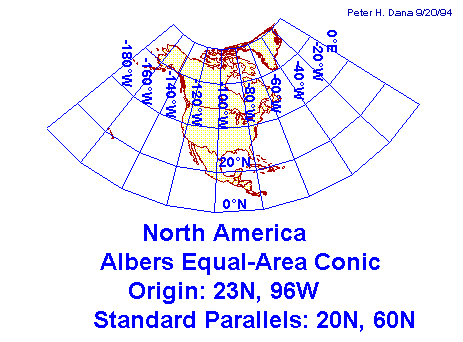 Peter H. Dana 9/20/94
-180°W
-160°W
-140°W
-120°W
-100°W
-80°W
-60°W
-40°W
-20°W
0°E
20°N
0°N
North America
Albers Equal-Area Conic
Origin: 23N, 96W
Standard Parallels: 20N, 60N